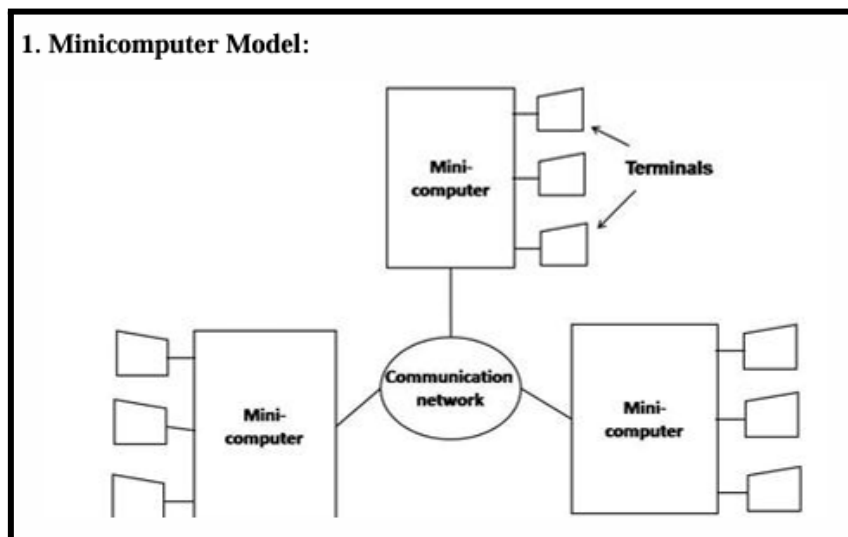 1. Minicomputer Model:
Mini-
computer
Terminals
Communication
network
Mini-
computer
Mini-
computer